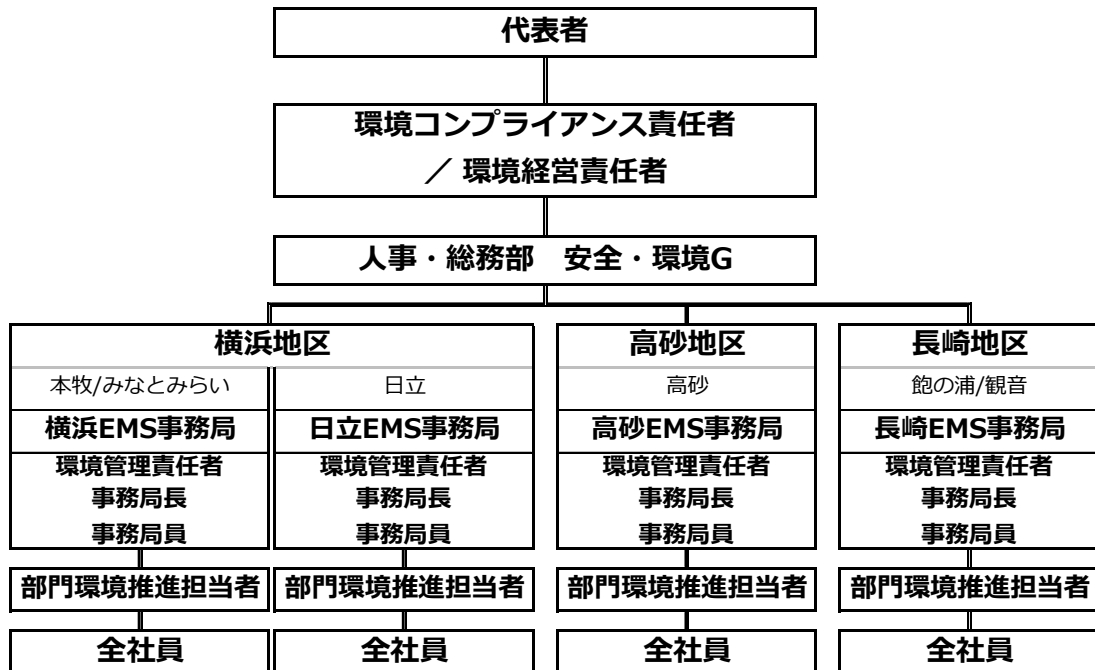 代表者
環境コンプライアンス責任者
／ 環境経営責任者
人事・総務部　安全・環境G
横浜地区
高砂地区
長崎地区
本牧/みなとみらい
日立
高砂
飽の浦/観音
横浜EMS事務局
日立EMS事務局
高砂EMS事務局
長崎EMS事務局
環境管理責任者
環境管理責任者
環境管理責任者
環境管理責任者
事務局長
事務局長
事務局長
事務局長
事務局員
事務局員
事務局員
事務局員
部門環境推進担当者
部門環境推進担当者
部門環境推進担当者
部門環境推進担当者
全社員
全社員
全社員
全社員